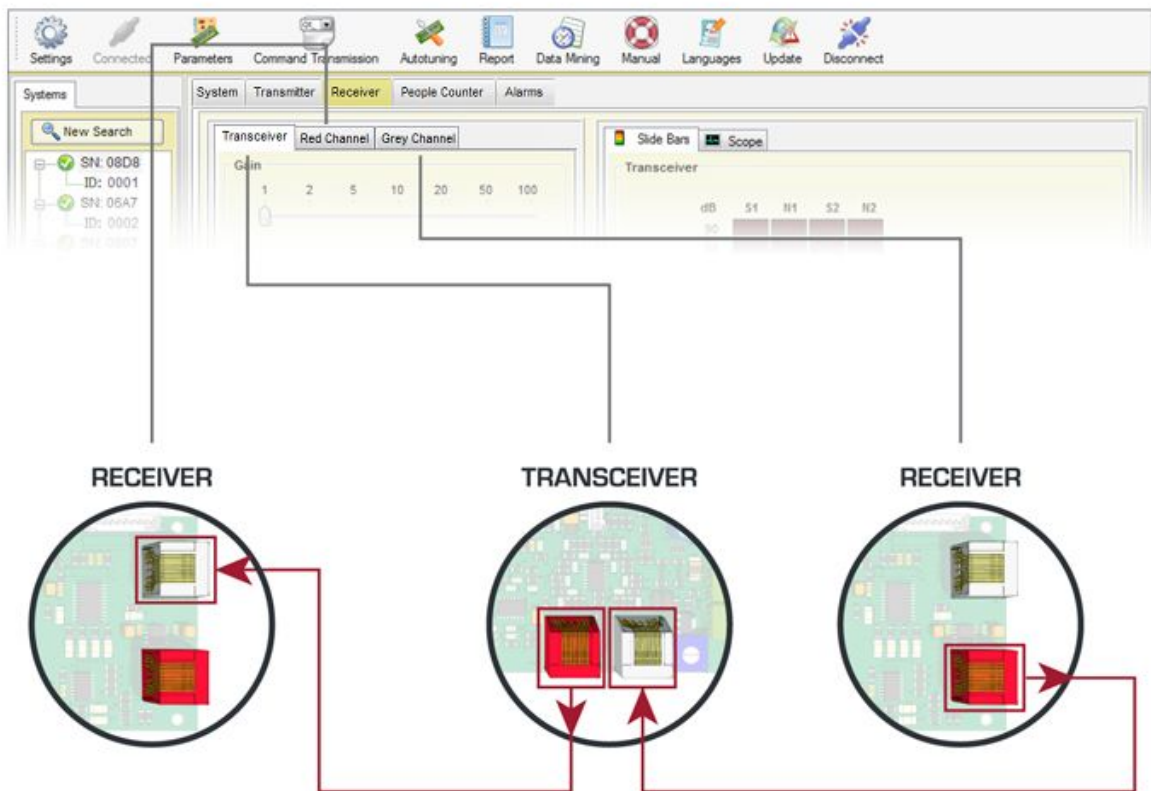 Settings Connected Parameters Command Transmission Autotuning Report Data Mining Manual Languages Update Disconnect
Systems
System Transmitter Receiver People Counter Alarms
New Search
SN: 08D8
ID: 0001
SN: 06A7
ID: 0002
Transceiver Red Channel Grey Channel
Gain
1 2 5 10 20 50 100
Slide Bars Scope
Transceiver
dB S1 N1 S2 N2
RECEIVER TRANSCEIVER RECEIVER